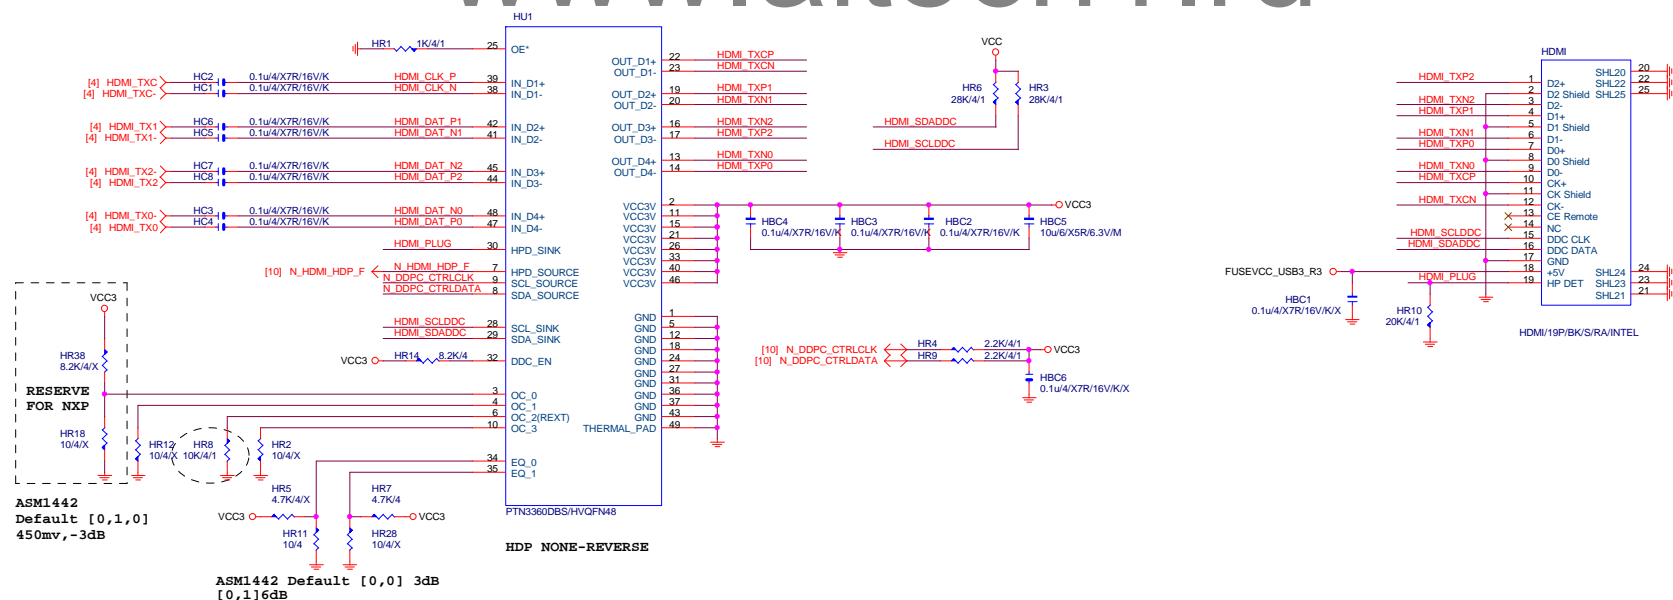 HU1
HR1 1K/4/1 25 OE*
[4] HDMI_TXC HC2 0.1u/4/X7R/16V/K HDMI_CLK_P 39 IN_D1+
[4] HDMI_TXC- HC1 0.1u/4/X7R/16V/K HDMI_CLK_N 38 IN_D1-
[4] HDMI_TX1 HC6 0.1u/4/X7R/16V/K HDMI_DAT_P1 42 IN_D2+
[4] HDMI_TX1- HC5 0.1u/4/X7R/16V/K HDMI_DAT_N1 41 IN_D2-
[4] HDMI_TX2- HC7 0.1u/4/X7R/16V/K HDMI_DAT_N2 45 IN_D3+
[4] HDMI_TX2 HC8 0.1u/4/X7R/16V/K HDMI_DAT_P2 44 IN_D3-
[4] HDMI_TX0- HC3 0.1u/4/X7R/16V/K HDMI_DAT_N0 48 IN_D4+
[4] HDMI_TX0 HC4 0.1u/4/X7R/16V/K HDMI_DAT_P0 47 IN_D4-
HDMI_PLUG 30 HPD_SINK
[10] N_HDMI_HDP_F N_HDMI_HDP_F 7 HPD_SOURCE
N_DDPC_CTRLCLK 9 SCL_SOURCE
N_DDPC_CTRLDATA 8 SDA_SOURCE
HDMI_SCLDDC 28 SCL_SINK
HDMI_SDADDC 29 SDA_SINK
VCC3 HR14 8.2K/4 32 DDC_EN
3 OC_0
4 OC_1
6 OC_2(REXT)
10 OC_3
34 EQ_0
35 EQ_1
VCC3
HR38
8.2K/4/X
RESERVE
FOR NXP
HR18
10/4/X
HR12
10/4/X
HR8
10K/4/1
HR2
10/4/X
ASM1442
Default [0,1,0]
450mv,-3dB
HR5
4.7K/4/X
HR7
4.7K/4
VCC3
VCC3
HR11
10/4
HR28
10/4/X
ASM1442 Default [0,0] 3dB
[0,1]6dB
PTN3360DBS/HVQFN48
HDP NONE-REVERSE
OUT_D1+ 22 HDMI_TXCP
OUT_D1- 23 HDMI_TXCN
OUT_D2+ 19 HDMI_TXP1
OUT_D2- 20 HDMI_TXN1
OUT_D3+ 16 HDMI_TXN2
OUT_D3- 17 HDMI_TXP2
OUT_D4+ 13 HDMI_TXN0
OUT_D4- 14 HDMI_TXP0
VCC3V 2
VCC3V 11
VCC3V 15
VCC3V 21
VCC3V 26
VCC3V 33
VCC3V 40
VCC3V 46
GND 1
GND 5
GND 12
GND 18
GND 24
GND 27
GND 31
GND 36
GND 37
GND 43
THERMAL_PAD 49
VCC
HR6
28K/4/1
HR3
28K/4/1
HDMI_SDADDC
HDMI_SCLDDC
VCC3
HBC4
0.1u/4/X7R/16V/K
HBC3
0.1u/4/X7R/16V/K
HBC2
0.1u/4/X7R/16V/K
HBC5
10u/6/X5R/6.3V/M
[10] N_DDPC_CTRLCLK HR4 2.2K/4/1 VCC3
[10] N_DDPC_CTRLDATA HR9 2.2K/4/1
HBC6
0.1u/4/X7R/16V/K/X
HDMI
HDMI_TXP2 1 D2+
2 D2 Shield
HDMI_TXN2 3 D2-
HDMI_TXP1 4 D1+
5 D1 Shield
HDMI_TXN1 6 D1-
HDMI_TXP0 7 D0+
8 D0 Shield
HDMI_TXN0 9 D0-
HDMI_TXCP 10 CK+
11 CK Shield
HDMI_TXCN 12 CK-
13 CE Remote
14 NC
HDMI_SCLDDC 15 DDC CLK
HDMI_SDADDC 16 DDC DATA
17 GND
FUSEVCC_USB3_R3 18 +5V
HDMI_PLUG 19 HP DET
SHL20 20
SHL22 22
SHL25 25
SHL24 24
SHL23 23
SHL21 21
HBC1
0.1u/4/X7R/16V/K/X
HR10
20K/4/1
HDMI/19P/BK/S/RA/INTEL